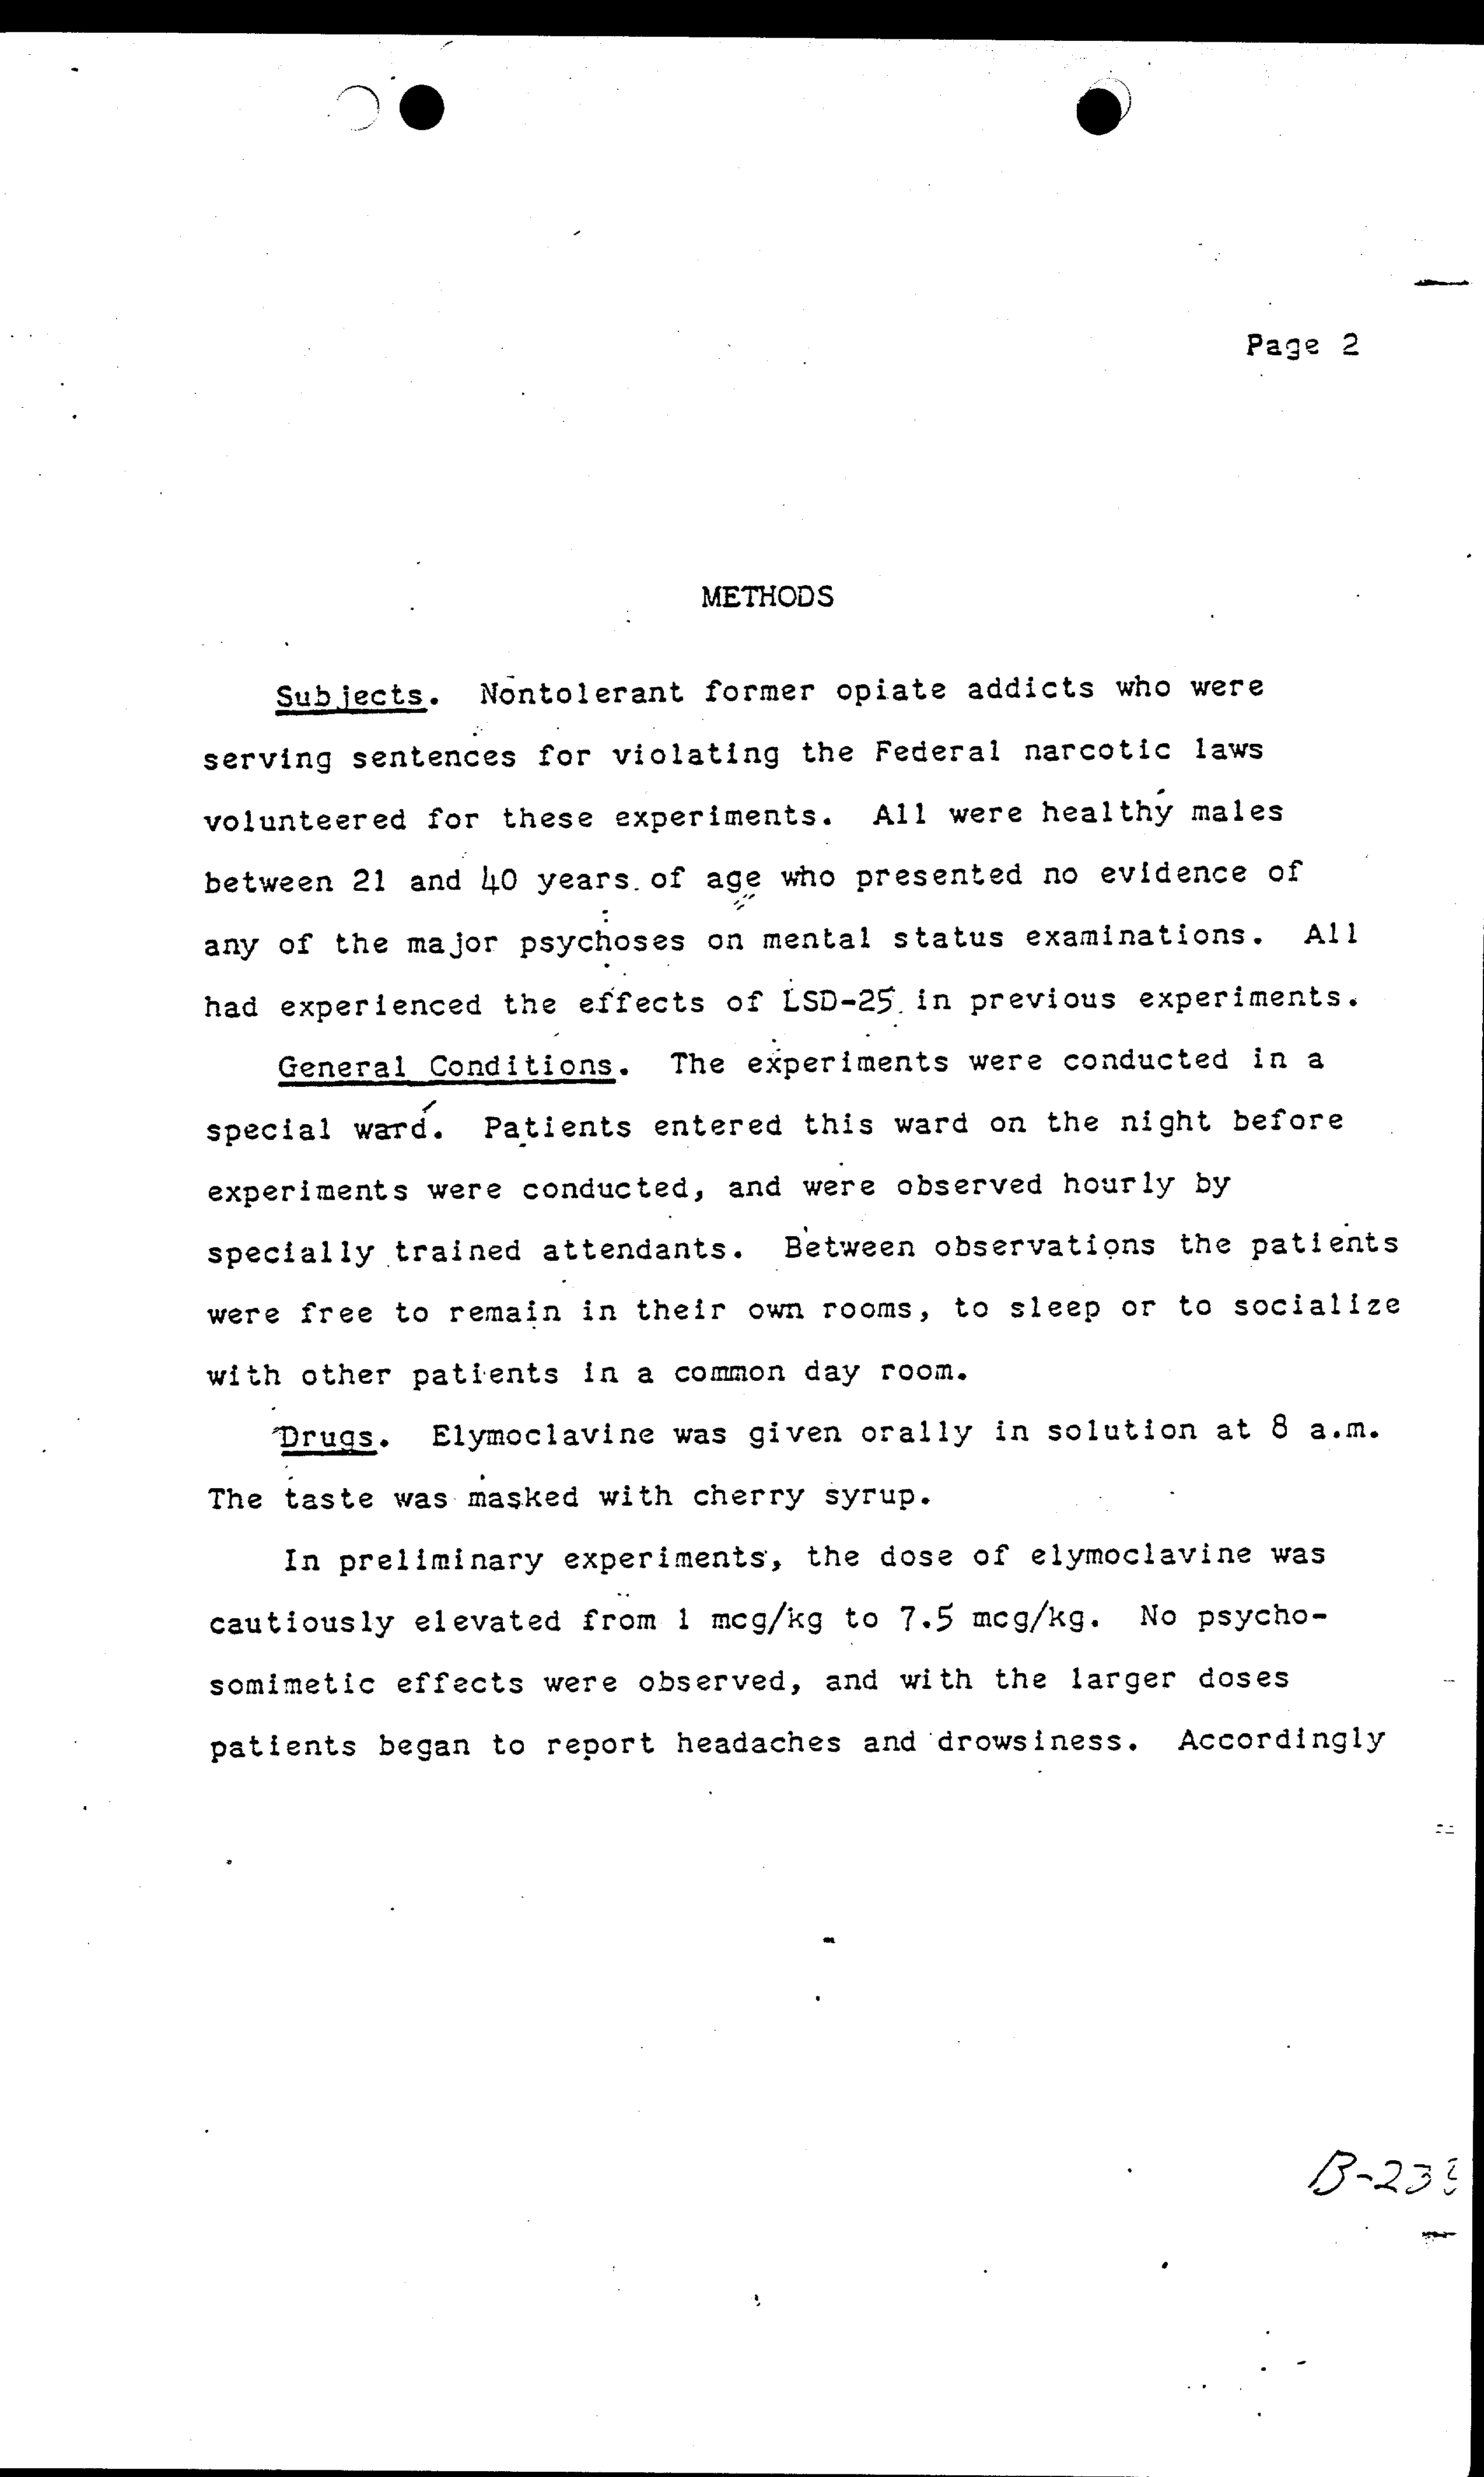 Page 2
METHODS
Subjects. Nontolerant former opiate addicts who were
serving sentences for violating the Federal narcotic laws
volunteered for these experiments. All were healthy males
between 21 and 40 years of age who presented no evidence of
any of the major psychoses on mental status examinations. All
had experienced the effects of LSD-25 in previous experiments.
General Conditions. The experiments were conducted in a
special ward. Patients entered this ward on the night before
experiments were conducted, and were observed hourly by
specially trained attendants. Between observations the patients
were free to remain in their own rooms, to sleep or to socialize
with other patients in a common day room.
Drugs. Elymoclavine was given orally in solution at 8 a.m.
The taste was masked with cherry syrup.
In preliminary experiments, the dose of elymoclavine was
cautiously elevated from 1 mcg/kg to 7.5 mcg/kg. No psycho-
somimetic effects were observed, and with the larger doses
patients began to report headaches and drowsiness. Accordingly